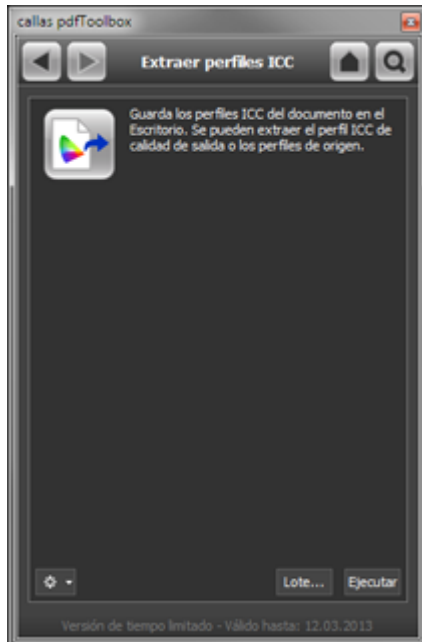 callas pdfToolbox
Extraer perfiles ICC
Guarda los perfiles ICC del documento en el
Escritorio. Se pueden extraer el perfil ICC de
calidad de salida o los perfiles de origen.
Lote...
Ejecutar
Versión de tiempo limitado - Válido hasta: 12.03.2013